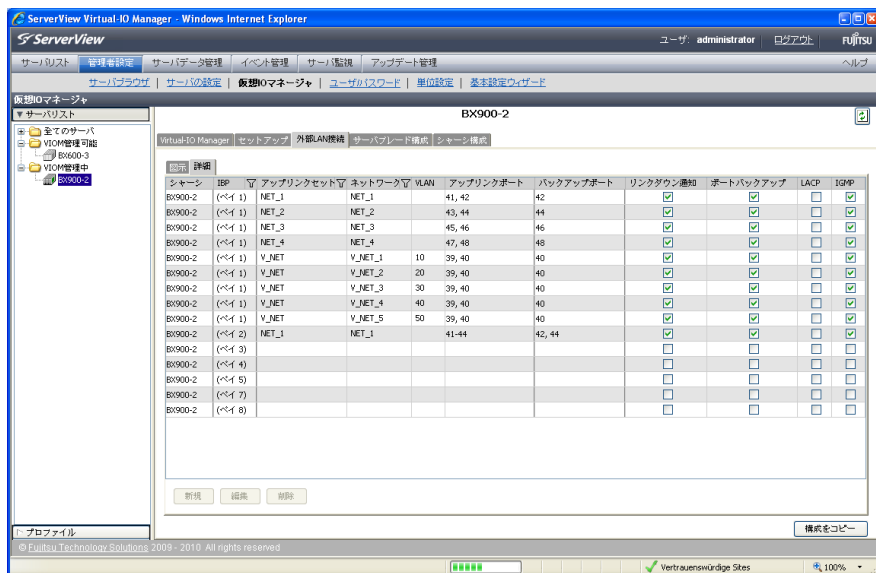 ServerView Virtual-IO Manager - Windows Internet Explorer
ServerView ユーザ: administrator ログアウト FUJITSU
サーバリスト 管理者設定 サーバデータ管理 イベント管理 サーバ監視 アップデート管理 ヘルプ
サーバブラウザ | サーバの設定 | 仮想IOマネージャ | ユーザパスワード | 単位設定 | 基本設定ウィザード
仮想IOマネージャ
サーバリスト
全てのサーバ
VIOM管理可能
BX600-3
VIOM管理中
BX900-2
BX900-2
Virtual-IO Manager セットアップ 外部LAN接続 サーバブレード構成 シャーシ構成
図示 詳細
シャーシ IBP アップリンクセット ネットワーク VLAN アップリンクポート バックアップポート リンクダウン通知 ポートバックアップ LACP IGMP
BX900-2 (ベイ 1) NET_1 NET_1 41, 42 42
BX900-2 (ベイ 1) NET_2 NET_2 43, 44 44
BX900-2 (ベイ 1) NET_3 NET_3 45, 46 46
BX900-2 (ベイ 1) NET_4 NET_4 47, 48 48
BX900-2 (ベイ 1) V_NET V_NET_1 10 39, 40 40
BX900-2 (ベイ 1) V_NET V_NET_2 20 39, 40 40
BX900-2 (ベイ 1) V_NET V_NET_3 30 39, 40 40
BX900-2 (ベイ 1) V_NET V_NET_4 40 39, 40 40
BX900-2 (ベイ 1) V_NET V_NET_5 50 39, 40 40
BX900-2 (ベイ 2) NET_1 NET_1 41-44 42, 44
BX900-2 (ベイ 3)
BX900-2 (ベイ 4)
BX900-2 (ベイ 5)
BX900-2 (ベイ 7)
BX900-2 (ベイ 8)
新規 編集 削除
プロファイル
構成をコピー
© Fujitsu Technology Solutions 2009 - 2010 All rights reserved
Vertrauenswürdige Sites 100%